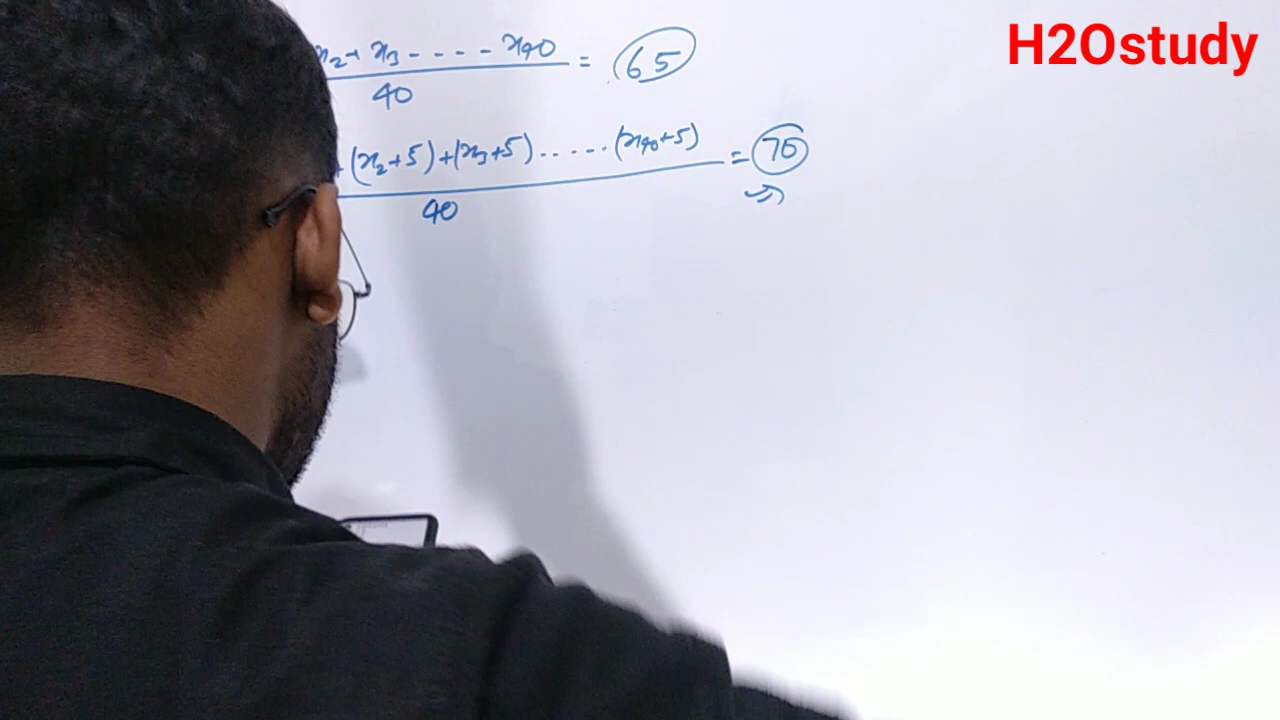 H2Ostudy
x₂+ x₃ - - - - x₄₀ = 65
40
+(x₂+5)+(x₃+5).....(x₄₀+5) = 70
40